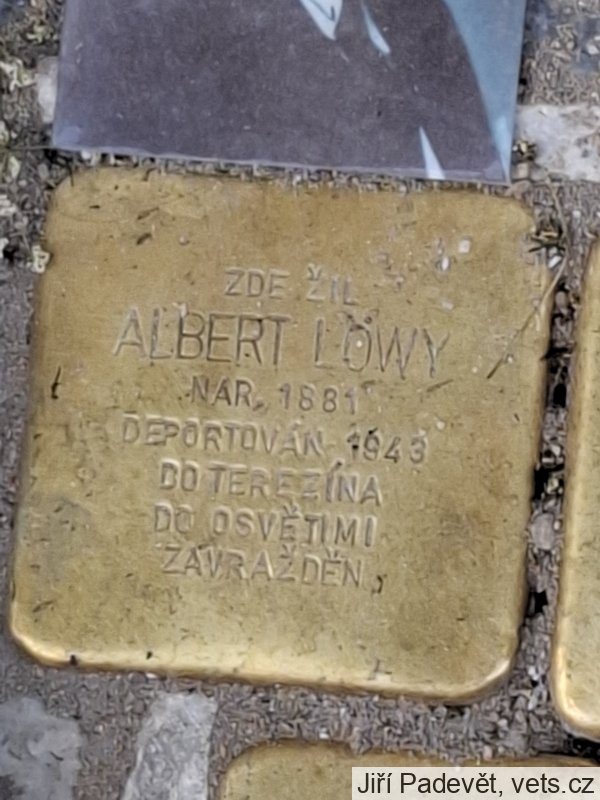 ZDE ŽIL
ALBERT LÖWY
NAR. 1881
DEPORTOVÁN 1943
DO TEREZÍNA
DO OSVĚTIMI
ZAVRAŽDĚN
Jiří Padevět, vets.cz